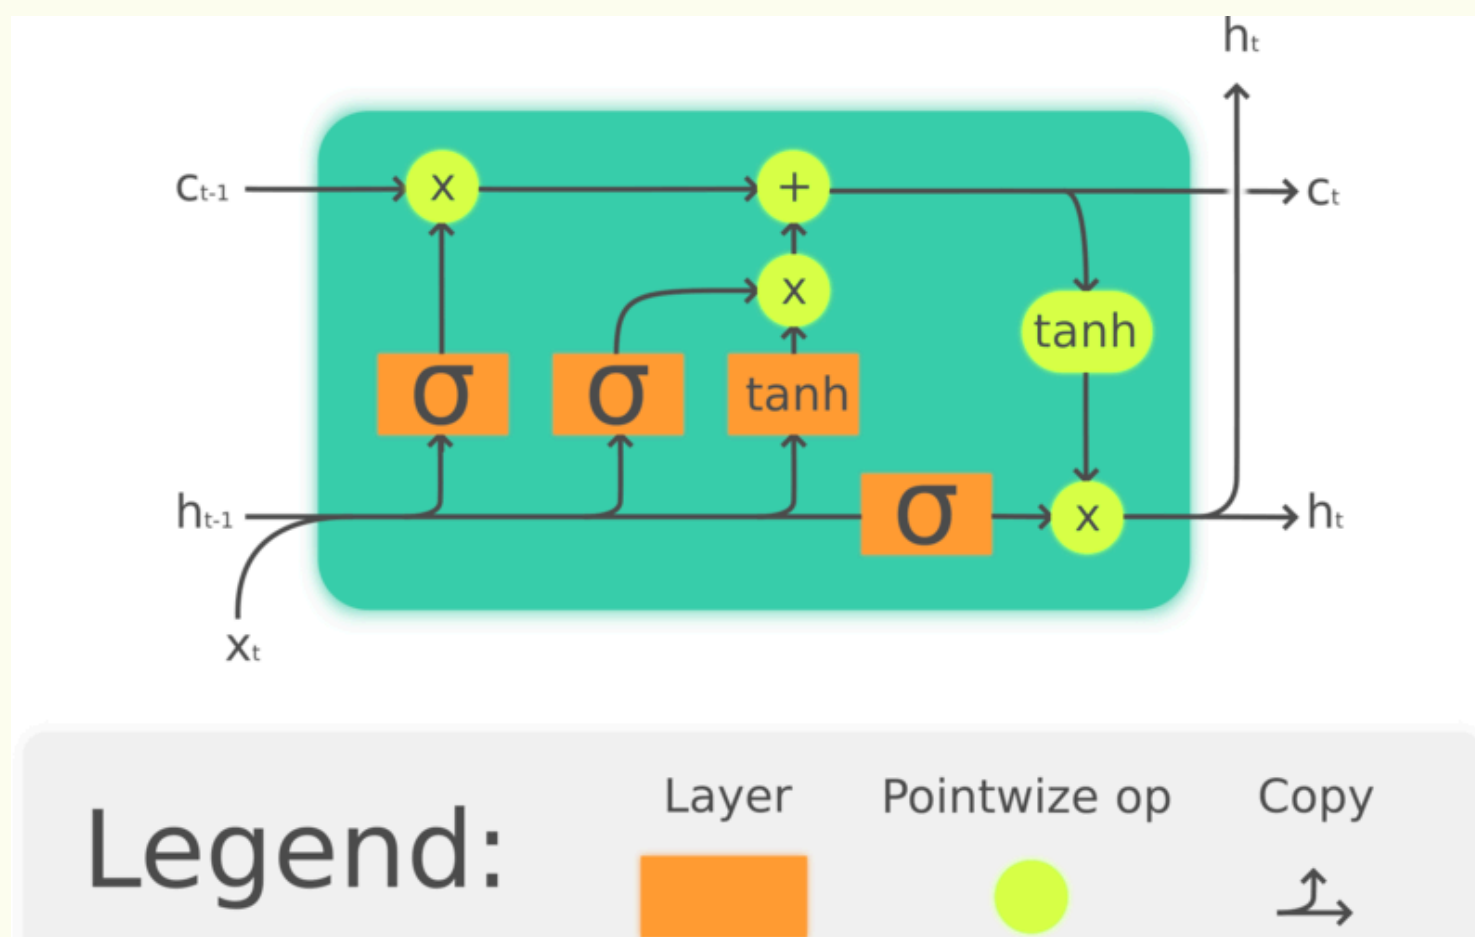 hₜ
cₜ₋₁ x + cₜ
x
tanh
σ σ tanh
σ
hₜ₋₁ x hₜ
xₜ
Legend:
Layer Pointwize op Copy